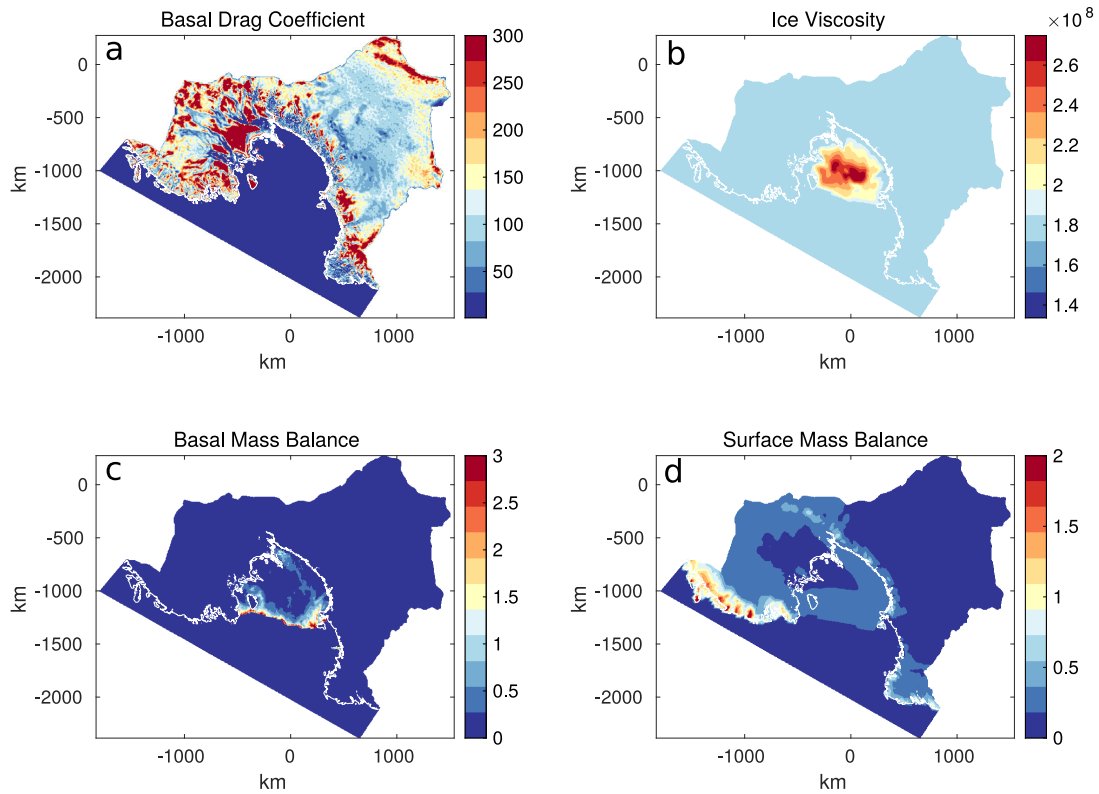 Basal Drag Coefficient
a
0
-500
-1000
-1500
-2000
km
-1000 0 1000
km
300
250
200
150
100
50
Ice Viscosity
×10⁸
b
0
-500
-1000
-1500
-2000
km
-1000 0 1000
km
2.6
2.4
2.2
2
1.8
1.6
1.4
Basal Mass Balance
c
0
-500
-1000
-1500
-2000
km
-1000 0 1000
km
3
2.5
2
1.5
1
0.5
0
Surface Mass Balance
d
0
-500
-1000
-1500
-2000
km
-1000 0 1000
km
2
1.5
1
0.5
0